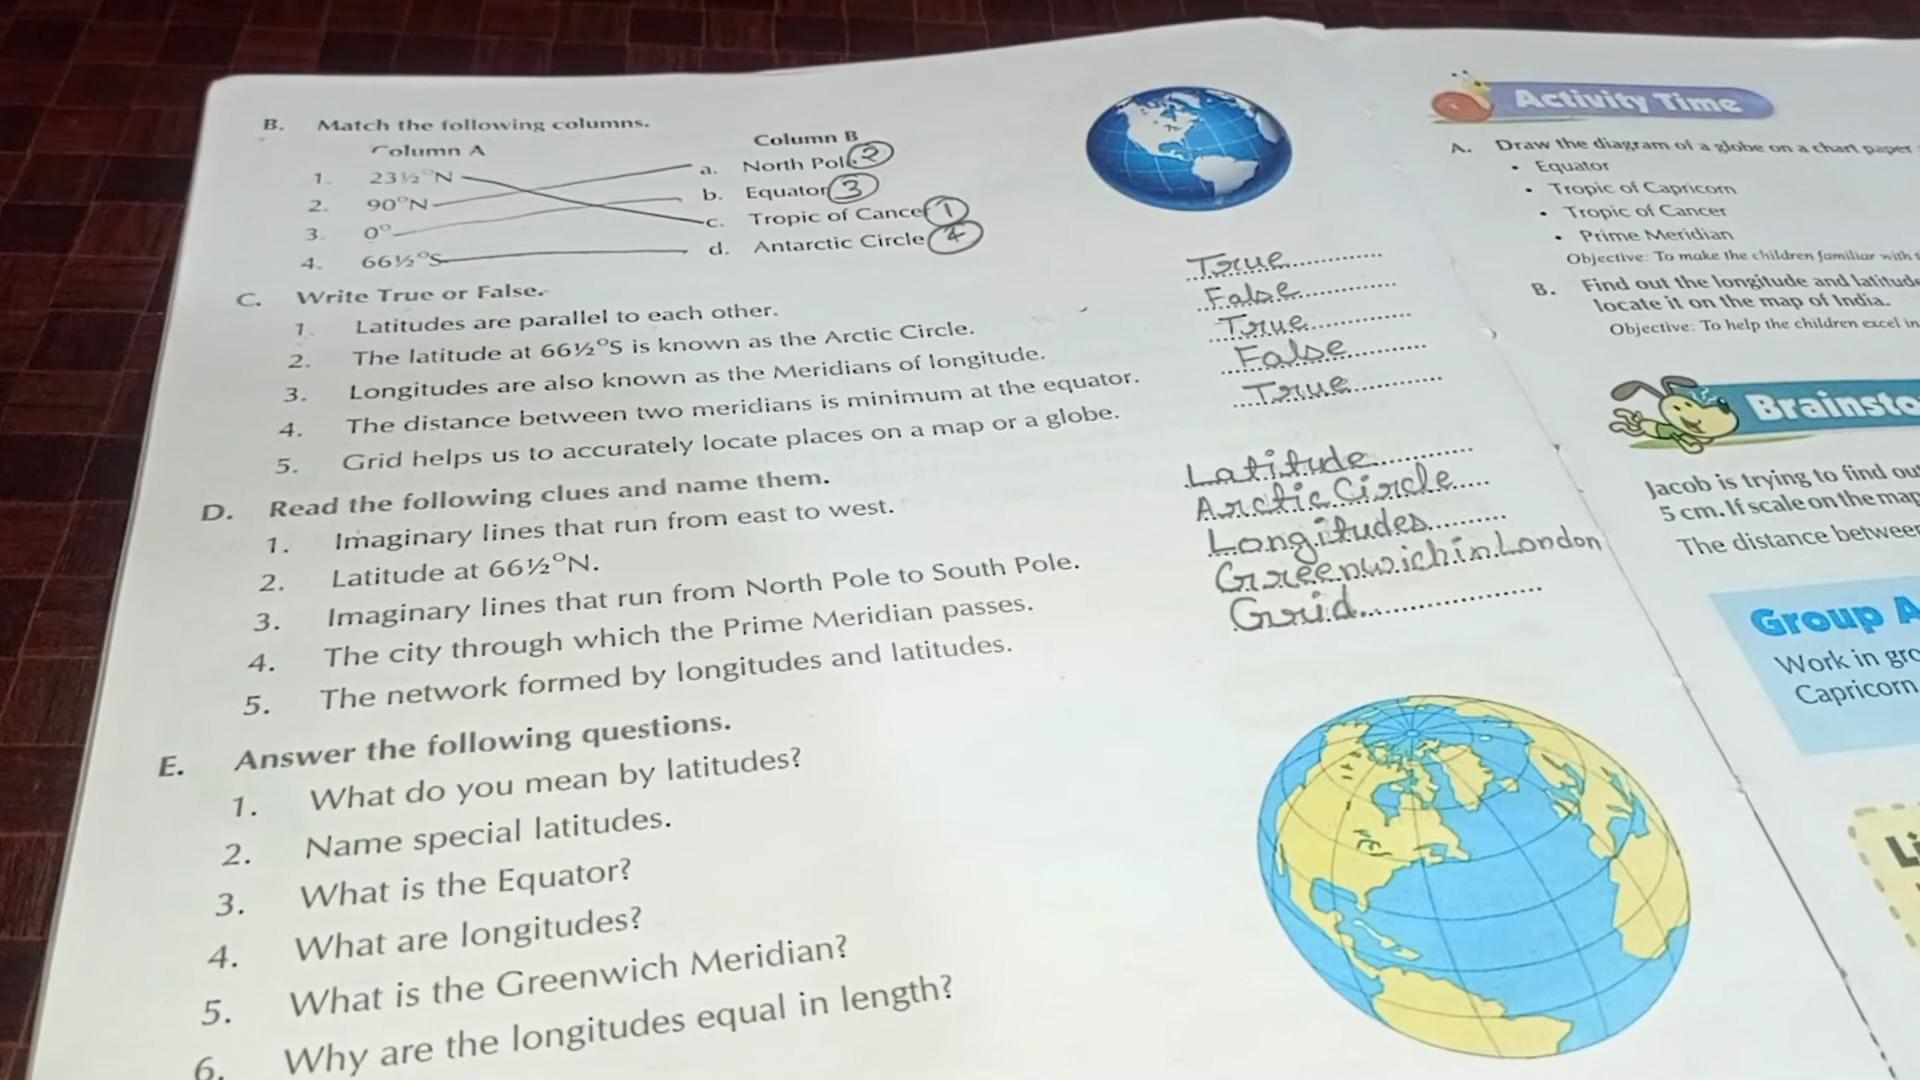 B. Match the following columns.
Column A
Column B
1. 23½°N
a. North Pole 2
2. 90°N
b. Equator 3
3. 0°
c. Tropic of Cancer 1
4. 66½°S
d. Antarctic Circle 4
C. Write True or False.
1. Latitudes are parallel to each other. True
2. The latitude at 66½°S is known as the Arctic Circle. False
3. Longitudes are also known as the Meridians of longitude. True
4. The distance between two meridians is minimum at the equator. False
5. Grid helps us to accurately locate places on a map or a globe. True
D. Read the following clues and name them.
1. Imaginary lines that run from east to west. Latitude
2. Latitude at 66½°N. Arctic Circle
3. Imaginary lines that run from North Pole to South Pole. Longitudes
4. The city through which the Prime Meridian passes. Greenwich in London
5. The network formed by longitudes and latitudes. Grid
E. Answer the following questions.
1. What do you mean by latitudes?
2. Name special latitudes.
3. What is the Equator?
4. What are longitudes?
5. What is the Greenwich Meridian?
6. Why are the longitudes equal in length?
Activity Time
A. Draw the diagram of a globe on a chart paper
• Equator
• Tropic of Capricorn
• Tropic of Cancer
• Prime Meridian
Objective: To make the children familiar with
B. Find out the longitude and latitude
locate it on the map of India.
Objective: To help the children excel in
Brainsto
Jacob is trying to find out
5 cm. If scale on the map
The distance between
Group A
Work in gro
Capricorn
Li